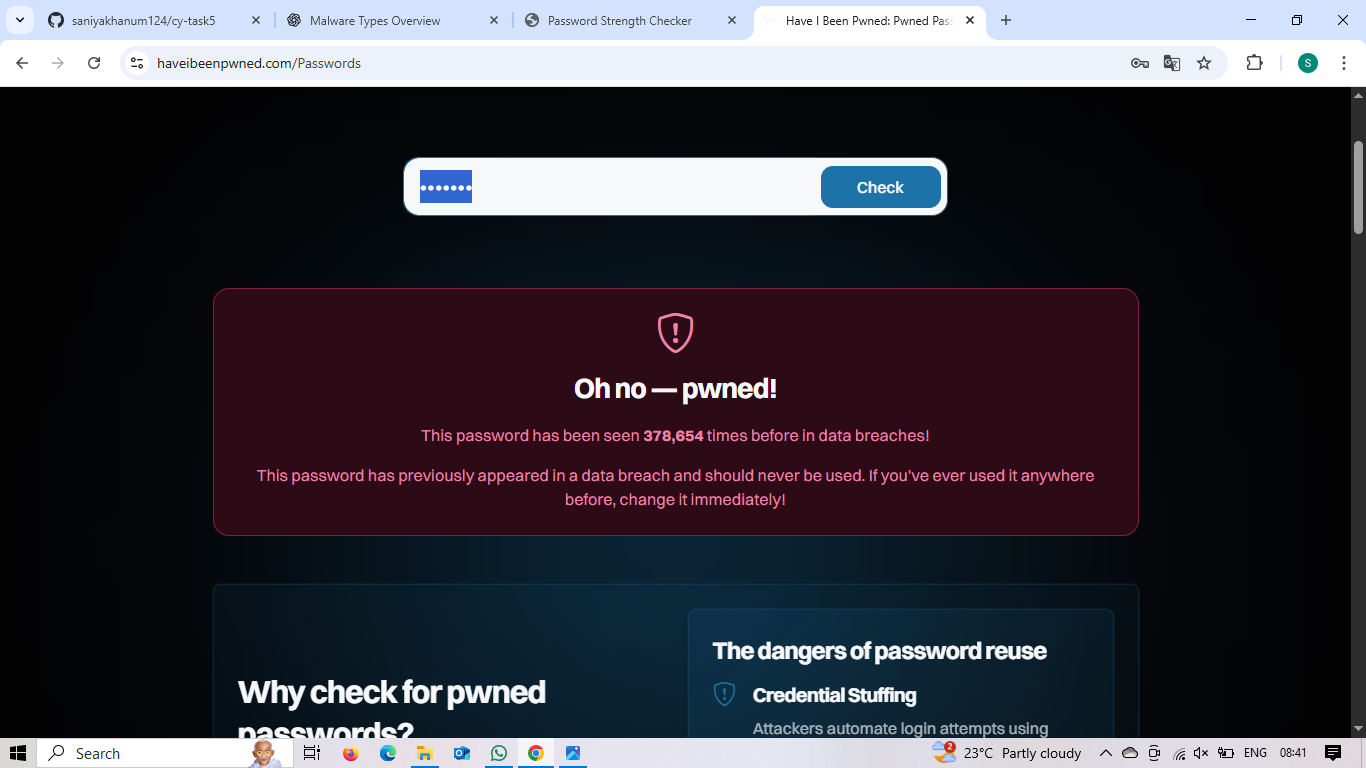 saniyakhanum124/cy-task5
Malware Types Overview
Password Strength Checker
Have I Been Pwned: Pwned Pas
haveibeenpwned.com/Passwords
S
•••••••
Check
Oh no — pwned!
This password has been seen 378,654 times before in data breaches!
This password has previously appeared in a data breach and should never be used. If you've ever used it anywhere
before, change it immediately!
Why check for pwned
passwords?
The dangers of password reuse
Credential Stuffing
Attackers automate login attempts using
Search
2
23°C Partly cloudy
ENG
08:41